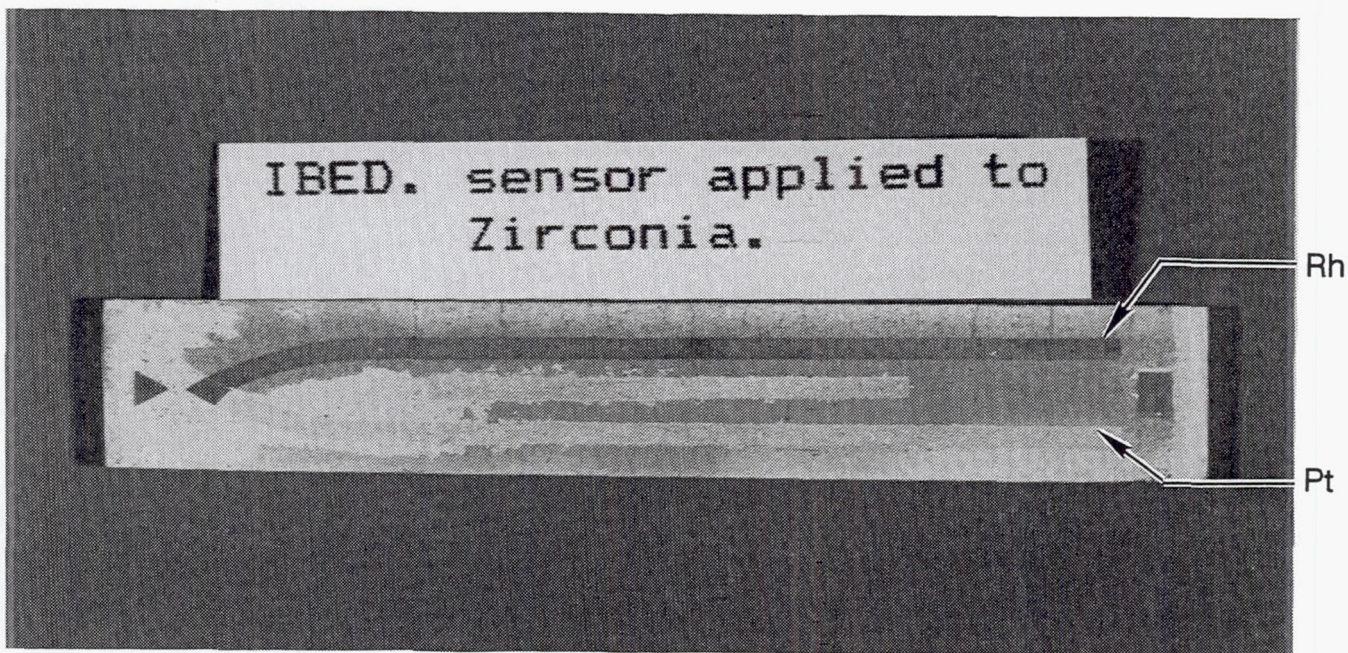 IBED. sensor applied to
Zirconia.
Rh
Pt